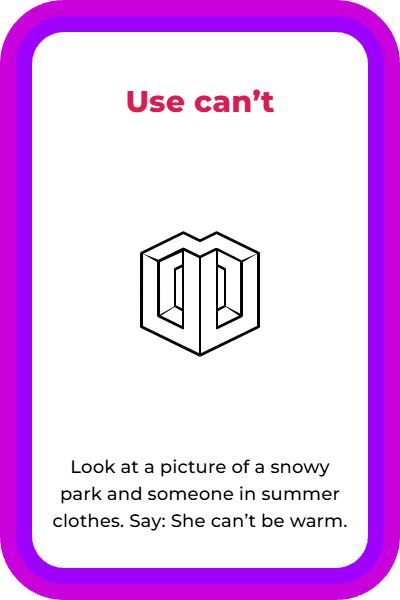 Use can’t
Look at a picture of a snowy
park and someone in summer
clothes. Say: She can’t be warm.